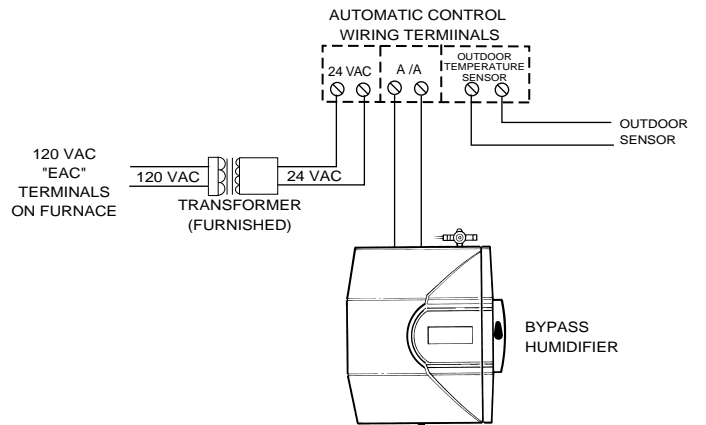 AUTOMATIC CONTROL
WIRING TERMIINALS
24 VAC
A /A
OUTDOOR
TEMPERATURE
SENSOR
OUTDOOR
SENSOR
120 VAC
"EAC"
TERMINALS
ON FURNACE
120 VAC
24 VAC
TRANSFORMER
(FURNISHED)
BYPASS
HUMIDIFIER